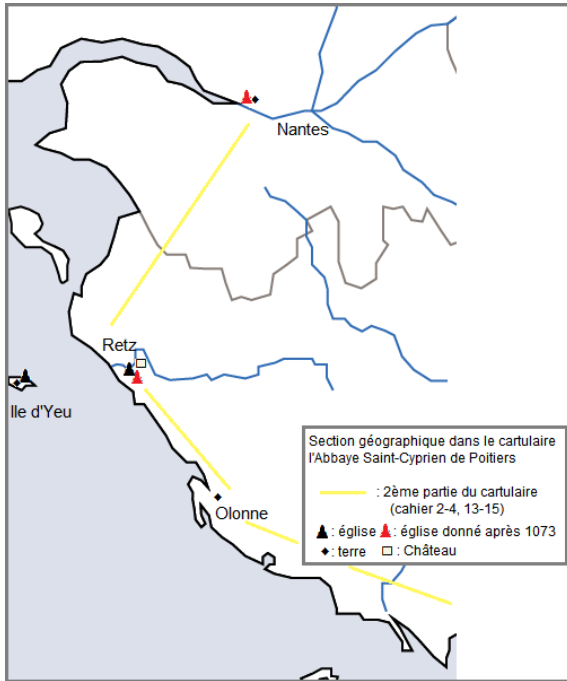 Nantes
Retz
Ile d'Yeu
Olonne
Section géographique dans le cartulaire
l'Abbaye Saint-Cyprien de Poitiers
: 2ème partie du cartulaire
(cahier 2-4, 13-15)
: église : église donné après 1073
: terre : Château